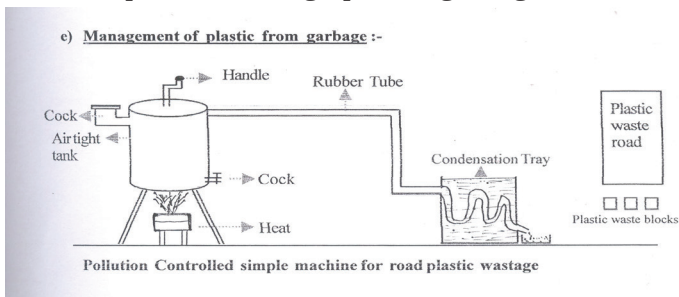 e) Management of plastic from garbage :-
Handle
Rubber Tube
Cock
Airtight
tank
Cock
Heat
Condensation Tray
Plastic
waste
road
Plastic waste blocks
Pollution Controlled simple machine for road plastic wastage